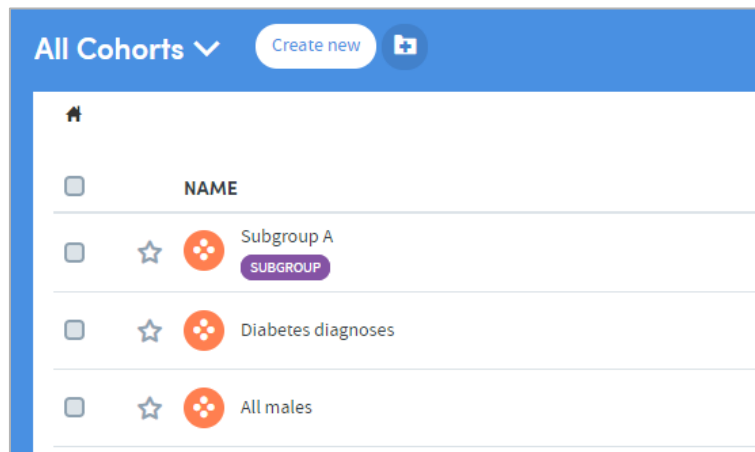 All Cohorts
Create new
NAME
Subgroup A
SUBGROUP
Diabetes diagnoses
All males